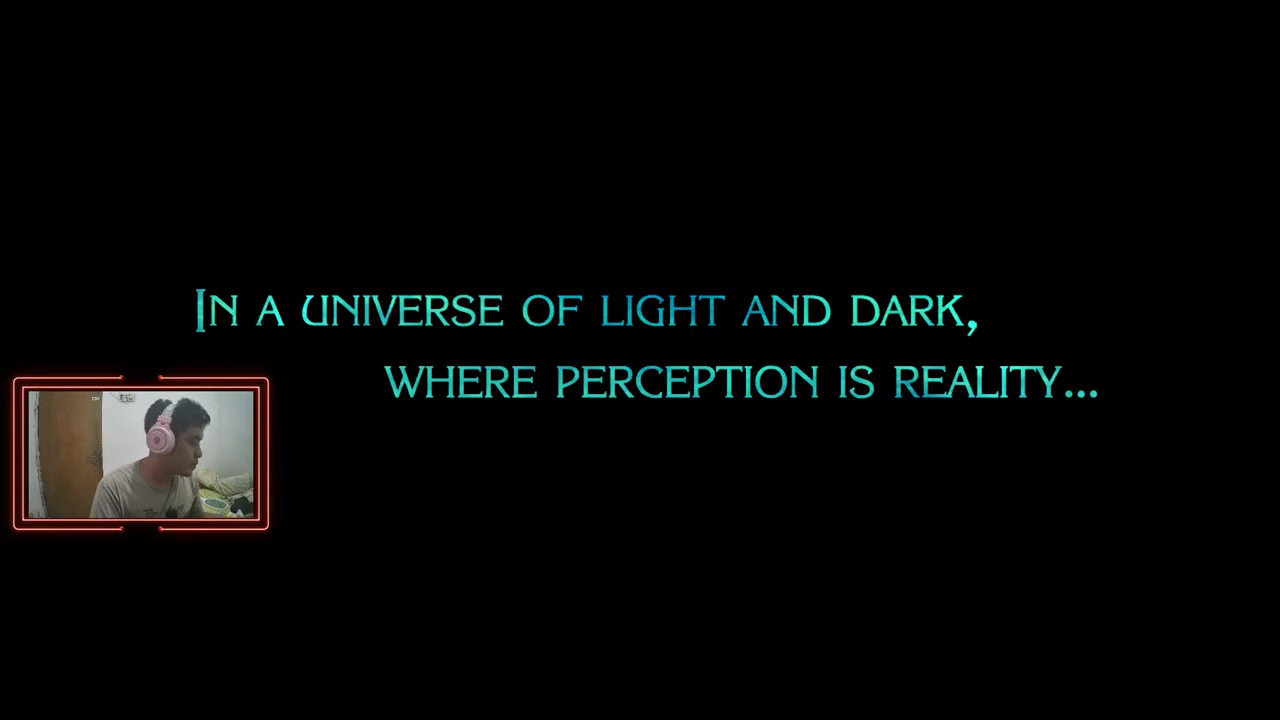 In a universe of light and dark,
where perception is reality...